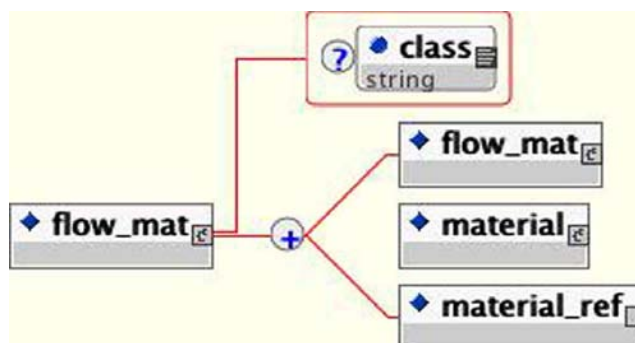 ? class
string
flow_mat
flow_mat
+
material
material_ref